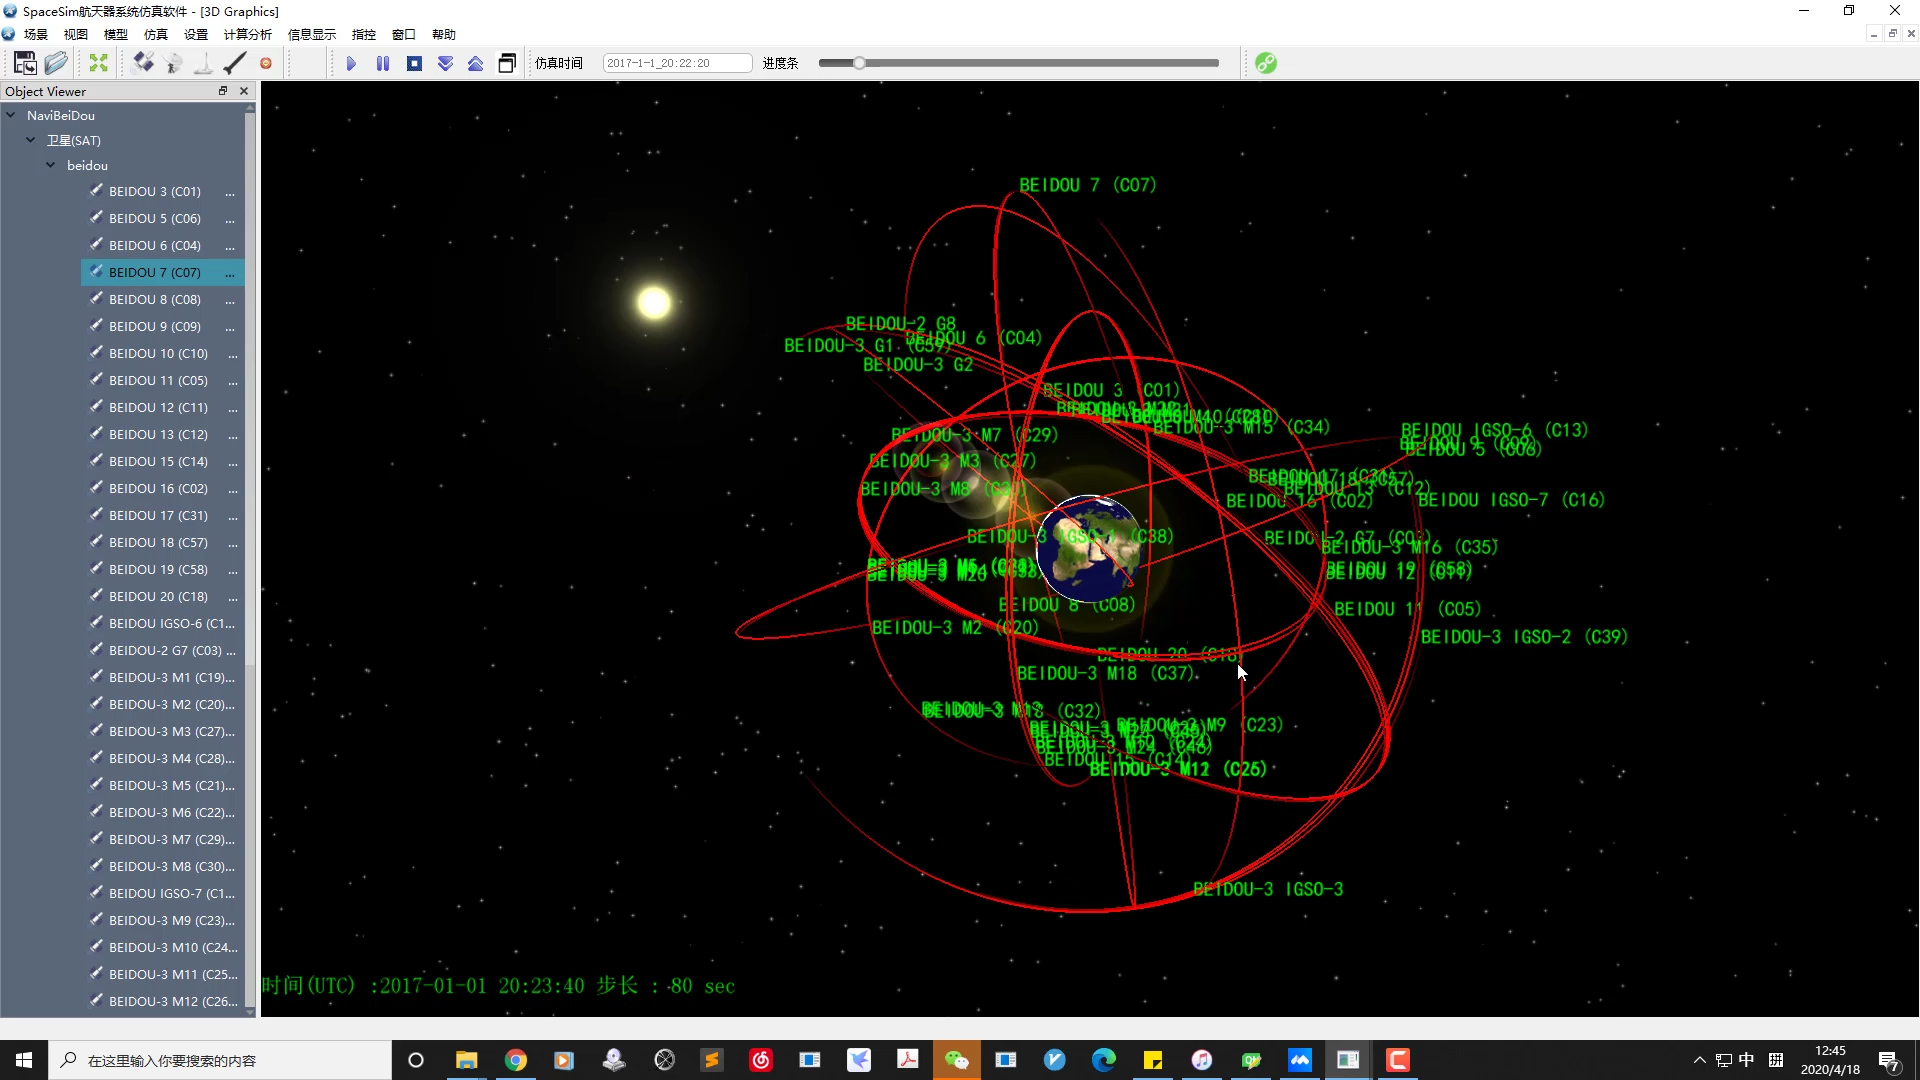 SpaceSim航天器系统仿真软件 - [3D Graphics]
场景 视图 模型 仿真 设置 计算分析 信息显示 指控 窗口 帮助
仿真时间 2017-1-1_20:22:20 进度条
Object Viewer
NaviBeiDou
卫星(SAT)
beidou
BEIDOU 3 (C01) ...
BEIDOU 5 (C06) ...
BEIDOU 6 (C04) ...
BEIDOU 7 (C07) ...
BEIDOU 8 (C08) ...
BEIDOU 9 (C09) ...
BEIDOU 10 (C10) ...
BEIDOU 11 (C05) ...
BEIDOU 12 (C11) ...
BEIDOU 13 (C12) ...
BEIDOU 15 (C14) ...
BEIDOU 16 (C02) ...
BEIDOU 17 (C31) ...
BEIDOU 18 (C57) ...
BEIDOU 19 (C58) ...
BEIDOU 20 (C18) ...
BEIDOU IGSO-6 (C1...
BEIDOU-2 G7 (C03) ...
BEIDOU-3 M1 (C19)...
BEIDOU-3 M2 (C20)...
BEIDOU-3 M3 (C27)...
BEIDOU-3 M4 (C28)...
BEIDOU-3 M5 (C21)...
BEIDOU-3 M6 (C22)...
BEIDOU-3 M7 (C29)...
BEIDOU-3 M8 (C30)...
BEIDOU IGSO-7 (C1...
BEIDOU-3 M9 (C23)...
BEIDOU-3 M10 (C24...
BEIDOU-3 M11 (C25...
BEIDOU-3 M12 (C26...
BEIDOU 7 (C07)
BEIDOU-2 G8
BEIDOU 6 (C04)
BEIDOU-3 G1 (C59)
BEIDOU-3 G2
BEIDOU 3 (C01)
BEIDOU-3 M15 (C34)
BEIDOU IGSO-6 (C13)
BEIDOU 9 (C09)
BEIDOU 5 (C06)
BEIDOU-3 M7 (C29)
BEIDOU-3 M3 (C27)
BEIDOU-3 M8 (C30)
BEIDOU 17 (C31)
BEIDOU 18 (C57)
BEIDOU 13 (C12)
BEIDOU 16 (C02)
BEIDOU IGSO-7 (C16)
BEIDOU-3 IGSO-1 (C38)
BEIDOU-2 G7 (C03)
BEIDOU-3 M16 (C35)
BEIDOU 19 (C58)
BEIDOU 12 (C11)
BEIDOU 8 (C08)
BEIDOU 11 (C05)
BEIDOU-3 M2 (C20)
BEIDOU-3 IGSO-2 (C39)
BEIDOU 20 (C18)
BEIDOU-3 M18 (C37)
BEIDOU-3 M9 (C23)
BEIDOU 15 (C14)
BEIDOU-3 IGSO-3
时间(UTC) :2017-01-01 20:23:40 步长 : 80 sec
在这里输入你要搜索的内容
中
12:45
2020/4/18
7